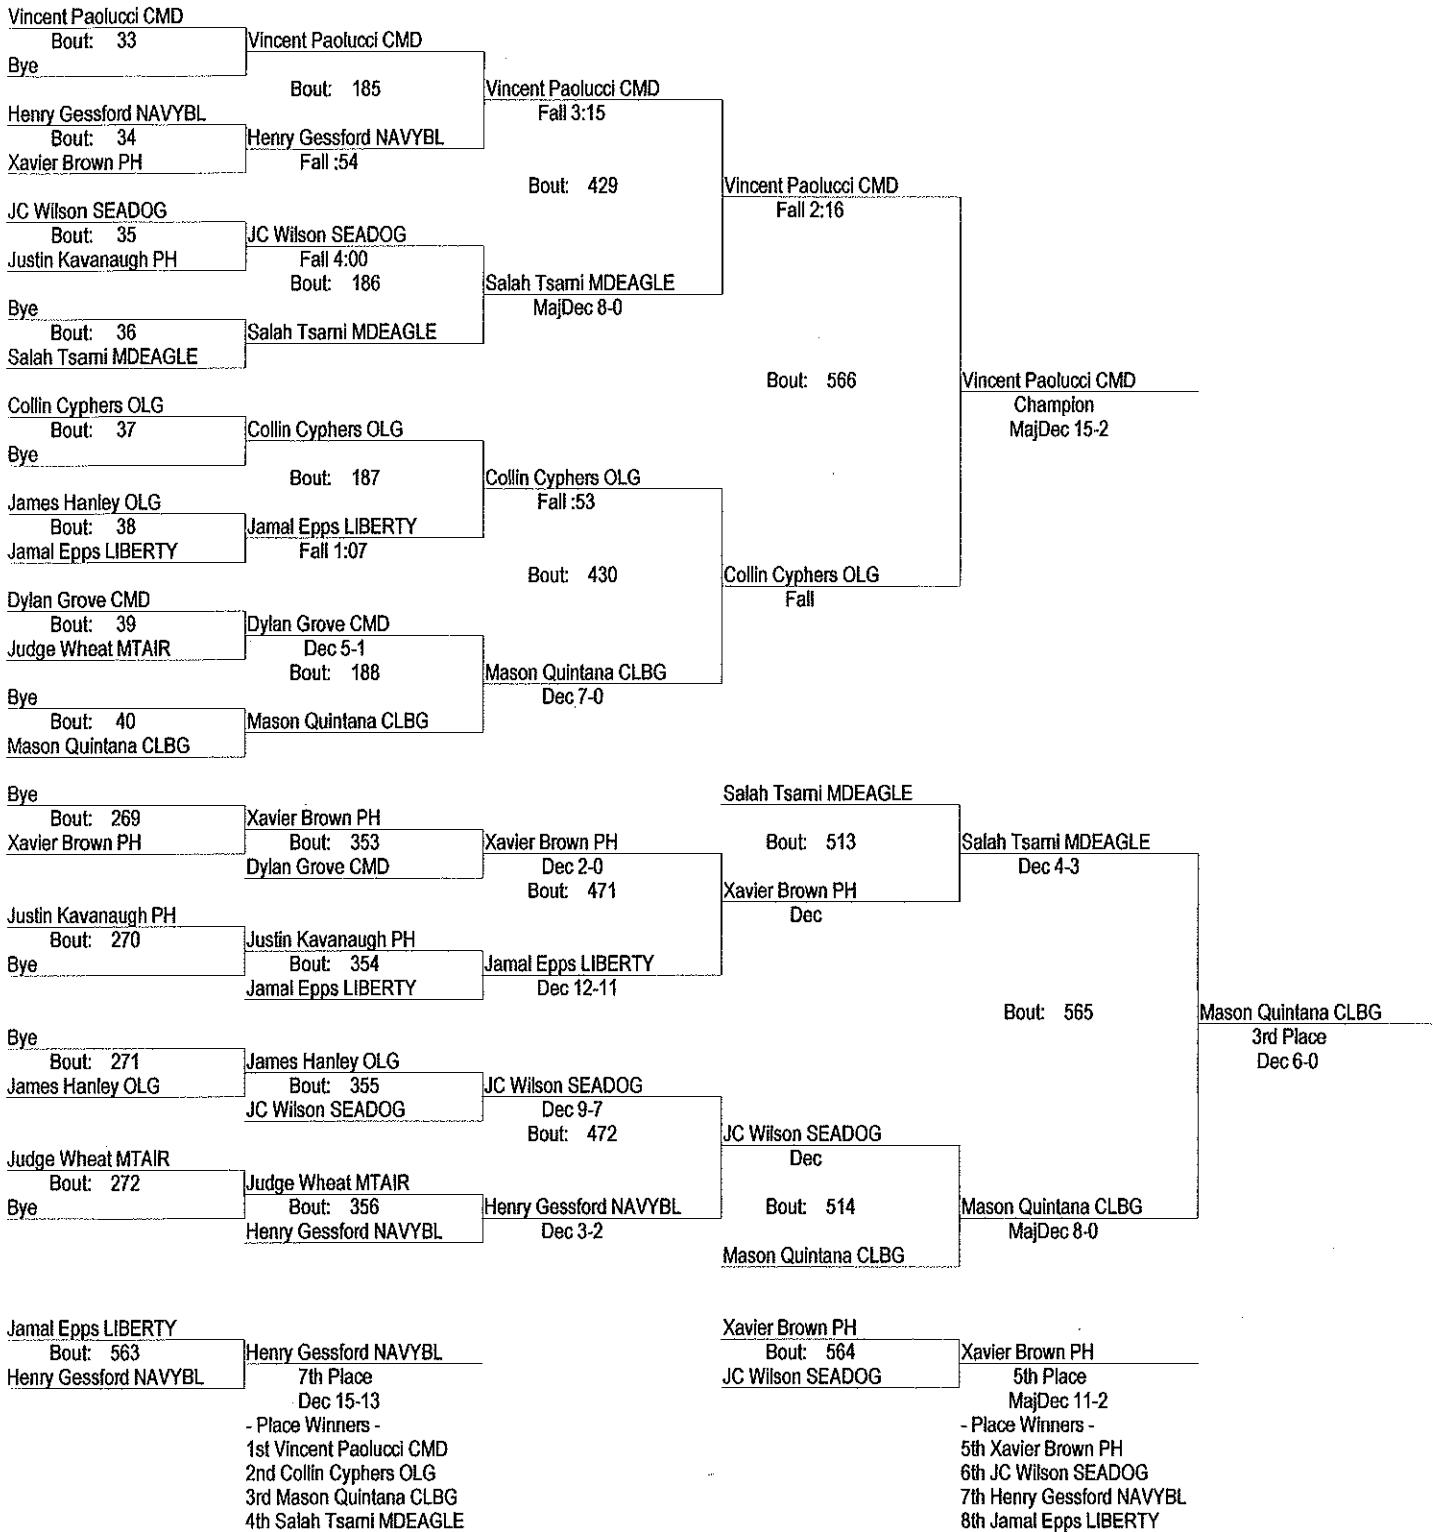 Vincent Paolucci CMD
Bout: 33
Bye
Vincent Paolucci CMD
Bout: 185
Henry Gessford NAVYBL
Bout: 34
Xavier Brown PH
Henry Gessford NAVYBL
Fall :54
Vincent Paolucci CMD
Fall 3:15
Bout: 429
JC Wilson SEADOG
Bout: 35
Justin Kavanaugh PH
JC Wilson SEADOG
Fall 4:00
Bout: 186
Bye
Bout: 36
Salah Tsarni MDEAGLE
Salah Tsarni MDEAGLE
Salah Tsarni MDEAGLE
MajDec 8-0
Vincent Paolucci CMD
Fall 2:16
Bout: 566
Vincent Paolucci CMD
Champion
MajDec 15-2
Collin Cyphers OLG
Bout: 37
Bye
Collin Cyphers OLG
Bout: 187
James Hanley OLG
Bout: 38
Jamal Epps LIBERTY
Jamal Epps LIBERTY
Fall 1:07
Collin Cyphers OLG
Fall :53
Bout: 430
Collin Cyphers OLG
Fall
Dylan Grove CMD
Bout: 39
Judge Wheat MTAIR
Dylan Grove CMD
Dec 5-1
Bout: 188
Bye
Bout: 40
Mason Quintana CLBG
Mason Quintana CLBG
Mason Quintana CLBG
Dec 7-0
Bye
Bout: 269
Xavier Brown PH
Xavier Brown PH
Bout: 353
Dylan Grove CMD
Xavier Brown PH
Dec 2-0
Bout: 471
Justin Kavanaugh PH
Bout: 270
Bye
Justin Kavanaugh PH
Bout: 354
Jamal Epps LIBERTY
Jamal Epps LIBERTY
Dec 12-11
Salah Tsarni MDEAGLE
Bout: 513
Xavier Brown PH
Dec
Salah Tsarni MDEAGLE
Dec 4-3
Bout: 565
Mason Quintana CLBG
3rd Place
Dec 6-0
Bye
Bout: 271
James Hanley OLG
James Hanley OLG
Bout: 355
JC Wilson SEADOG
JC Wilson SEADOG
Dec 9-7
Bout: 472
Judge Wheat MTAIR
Bout: 272
Bye
Judge Wheat MTAIR
Bout: 356
Henry Gessford NAVYBL
Henry Gessford NAVYBL
Dec 3-2
JC Wilson SEADOG
Dec
Bout: 514
Mason Quintana CLBG
Mason Quintana CLBG
MajDec 8-0
Jamal Epps LIBERTY
Bout: 563
Henry Gessford NAVYBL
Henry Gessford NAVYBL
7th Place
Dec 15-13
- Place Winners -
1st Vincent Paolucci CMD
2nd Collin Cyphers OLG
3rd Mason Quintana CLBG
4th Salah Tsarni MDEAGLE
Xavier Brown PH
Bout: 564
JC Wilson SEADOG
Xavier Brown PH
5th Place
MajDec 11-2
- Place Winners -
5th Xavier Brown PH
6th JC Wilson SEADOG
7th Henry Gessford NAVYBL
8th Jamal Epps LIBERTY